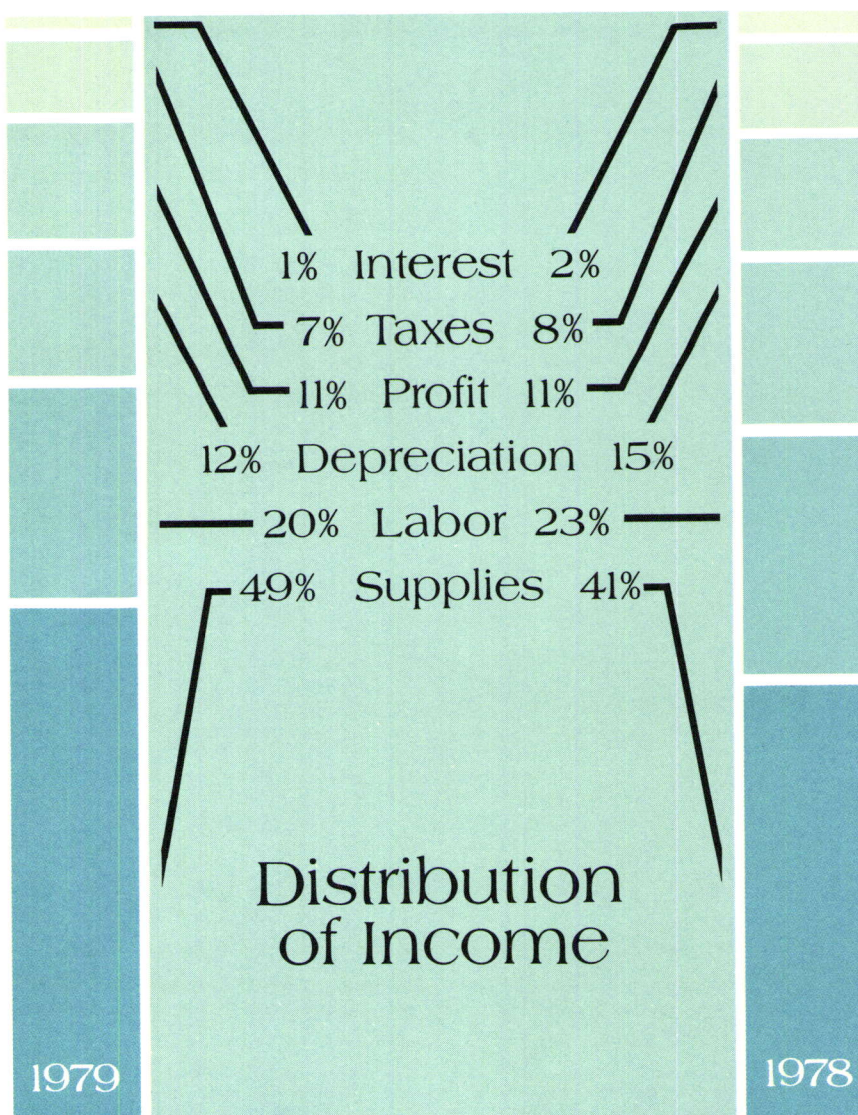 1% Interest 2%
7% Taxes 8%
11% Profit 11%
12% Depreciation 15%
20% Labor 23%
49% Supplies 41%
Distribution
of Income
1979
1978